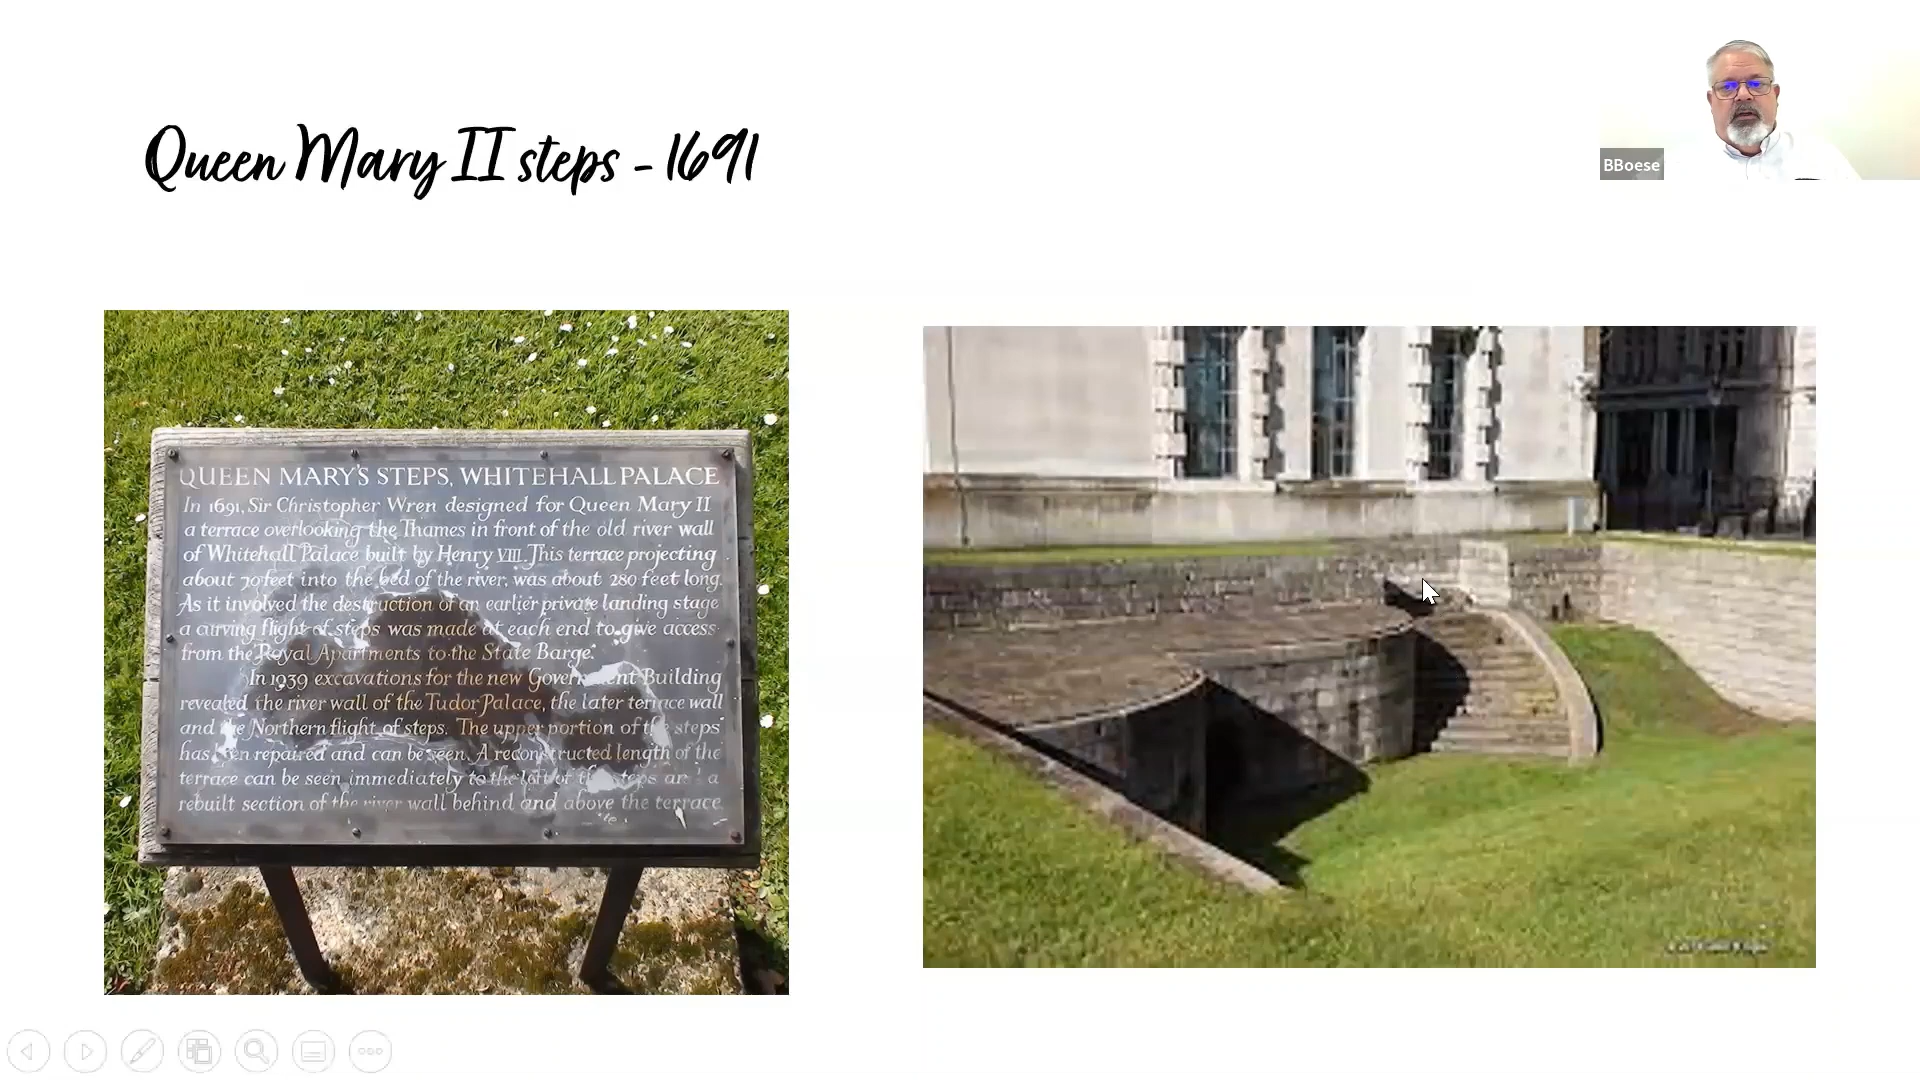 Queen Mary II steps - 1691
BBoese
QUEEN MARY'S STEPS, WHITEHALL PALACE
In 1691, Sir Christopher Wren designed for Queen Mary II
a terrace overlooking the Thames in front of the old river wall
of Whitehall Palace built by Henry VIII. This terrace projecting
about 70 feet into the bed of the river, was about 280 feet long.
As it involved the destruction of an earlier private landing stage
a curving flight of steps was made at each end to give access
from the Royal Apartments to the State Barge.
In 1939 excavations for the new Government Building
revealed the river wall of the Tudor Palace, the later terrace wall
and the Northern flight of steps. The upper portion of the steps
has been repaired and can be seen. A reconstructed length of the
terrace can be seen immediately to the left of the steps and a
rebuilt section of the river wall behind and above the terrace.